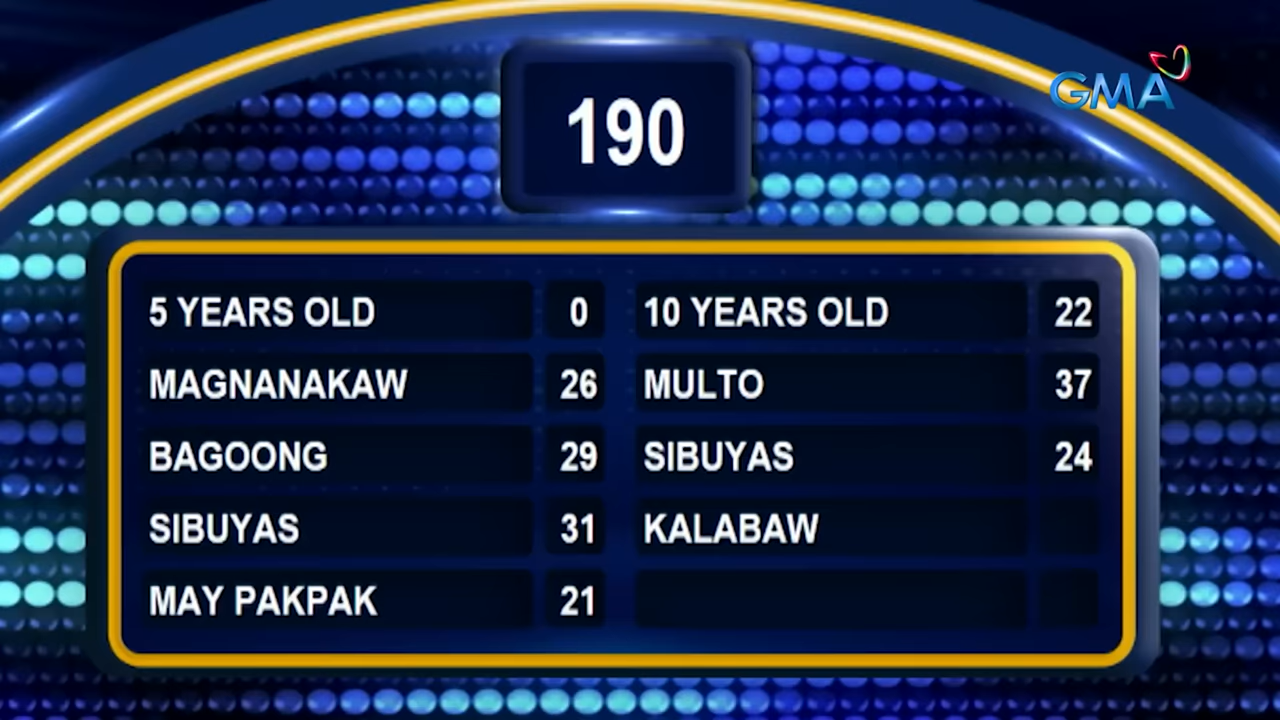 GMA
190
5 YEARS OLD 0 10 YEARS OLD 22
MAGNANAKAW 26 MULTO 37
BAGOONG 29 SIBUYAS 24
SIBUYAS 31 KALABAW
MAY PAKPAK 21